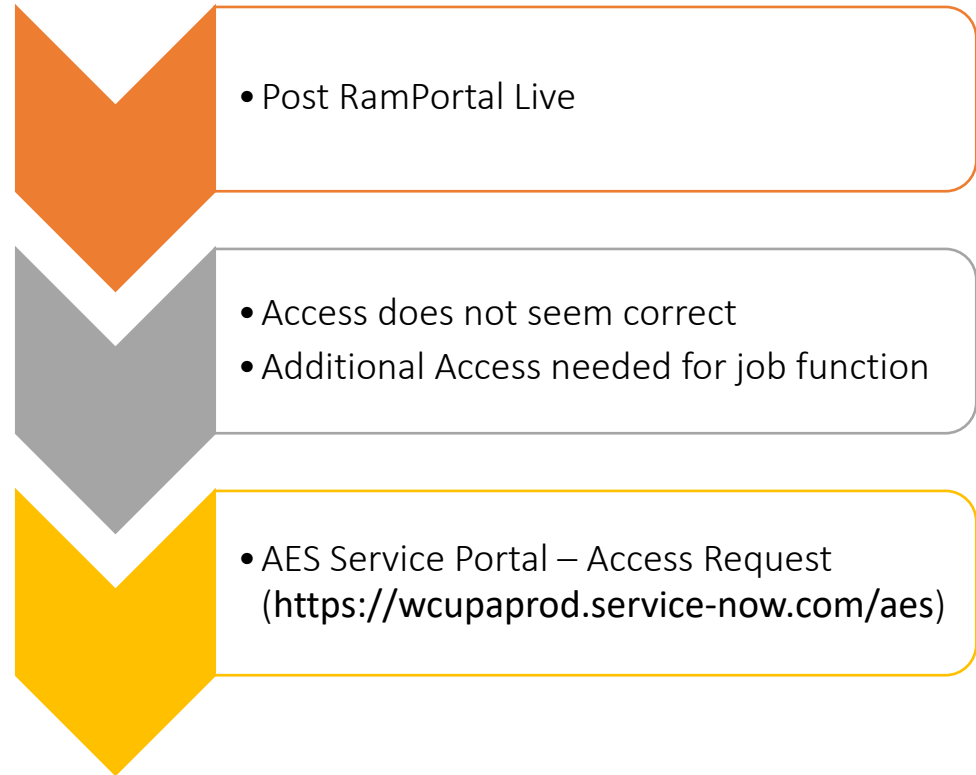 • Post RamPortal Live
• Access does not seem correct
• Additional Access needed for job function
• AES Service Portal – Access Request
(https://wcupaprod.service-now.com/aes)